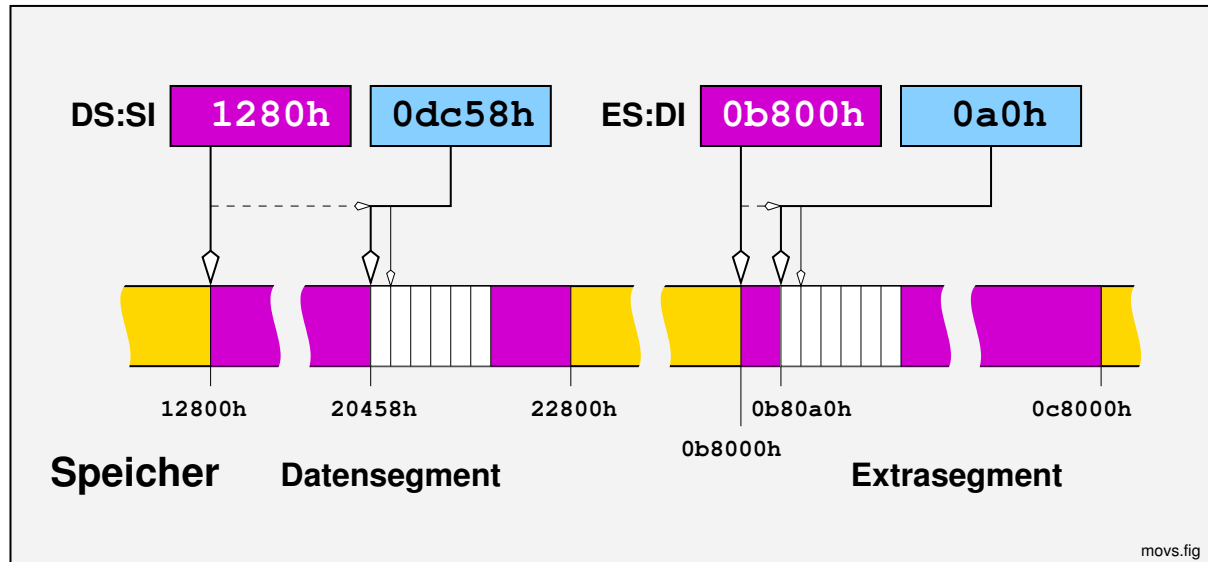 DS:SI 1280h 0dc58h ES:DI 0b800h 0a0h
12800h 20458h 22800h 0b80a0h 0c8000h
0b8000h
Speicher Datensegment Extrasegment
movs.fig